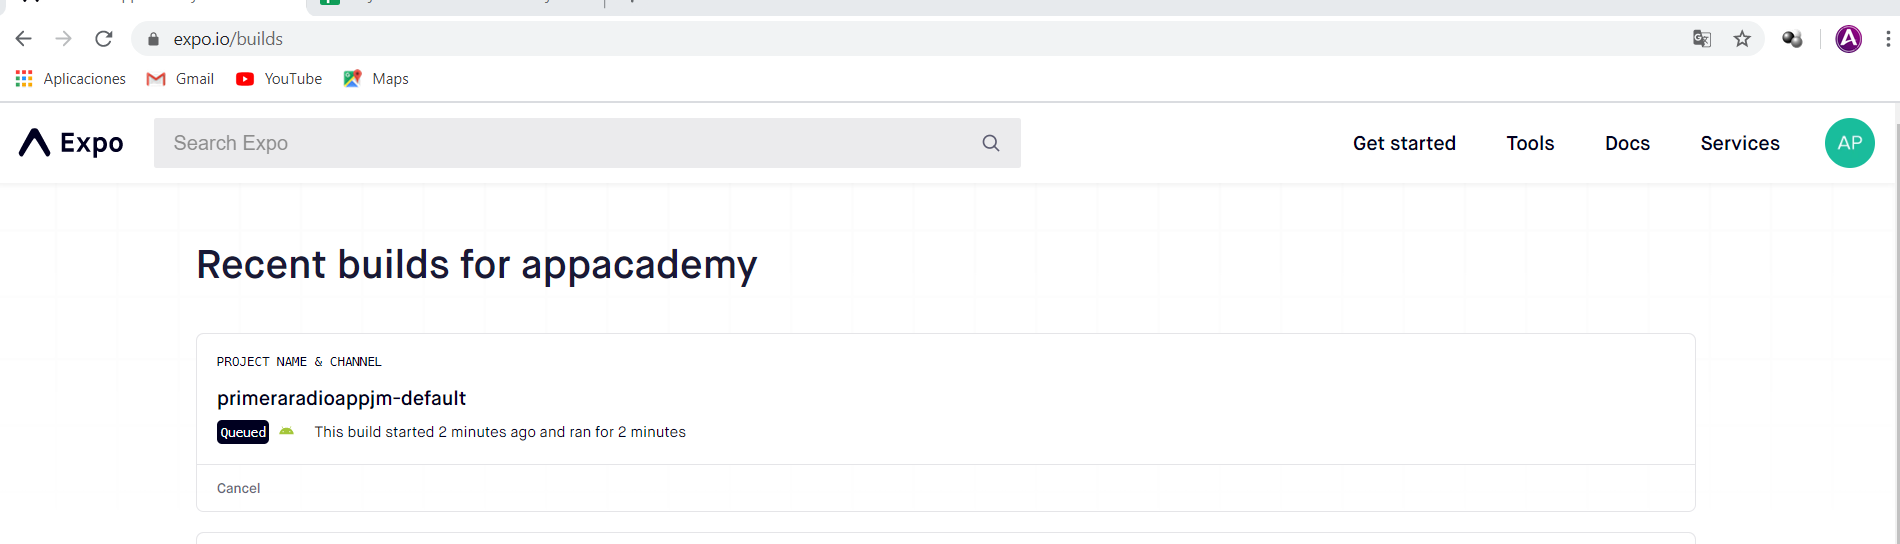 expo.io/builds
Aplicaciones Gmail YouTube Maps
Expo Search Expo Get started Tools Docs Services AP
Recent builds for appacademy
PROJECT NAME & CHANNEL
primeraradioappjm-default
Queued This build started 2 minutes ago and ran for 2 minutes
Cancel